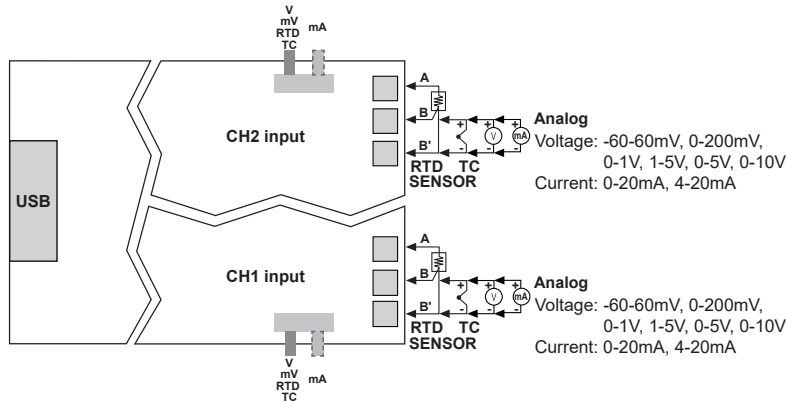 V
mV
RTD
TC
mA
A
B
B'
CH2 input
+
-
+
-
V
+
-
mA
RTD
SENSOR
TC
Analog
Voltage: -60-60mV, 0-200mV,
0-1V, 1-5V, 0-5V, 0-10V
Current: 0-20mA, 4-20mA
USB
A
B
B'
CH1 input
+
-
+
-
V
+
-
mA
RTD
SENSOR
TC
Analog
Voltage: -60-60mV, 0-200mV,
0-1V, 1-5V, 0-5V, 0-10V
Current: 0-20mA, 4-20mA
V
mV
RTD
TC
mA